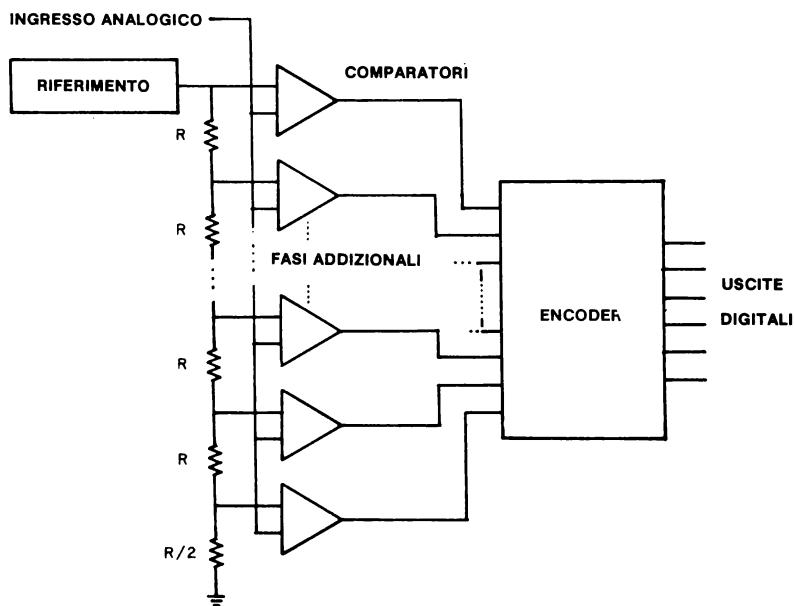 INGRESSO ANALOGICO
RIFERIMENTO
COMPARATORI
R
R
FASI ADDIZIONALI
ENCODER
USCITE
DIGITALI
R
R
R/2